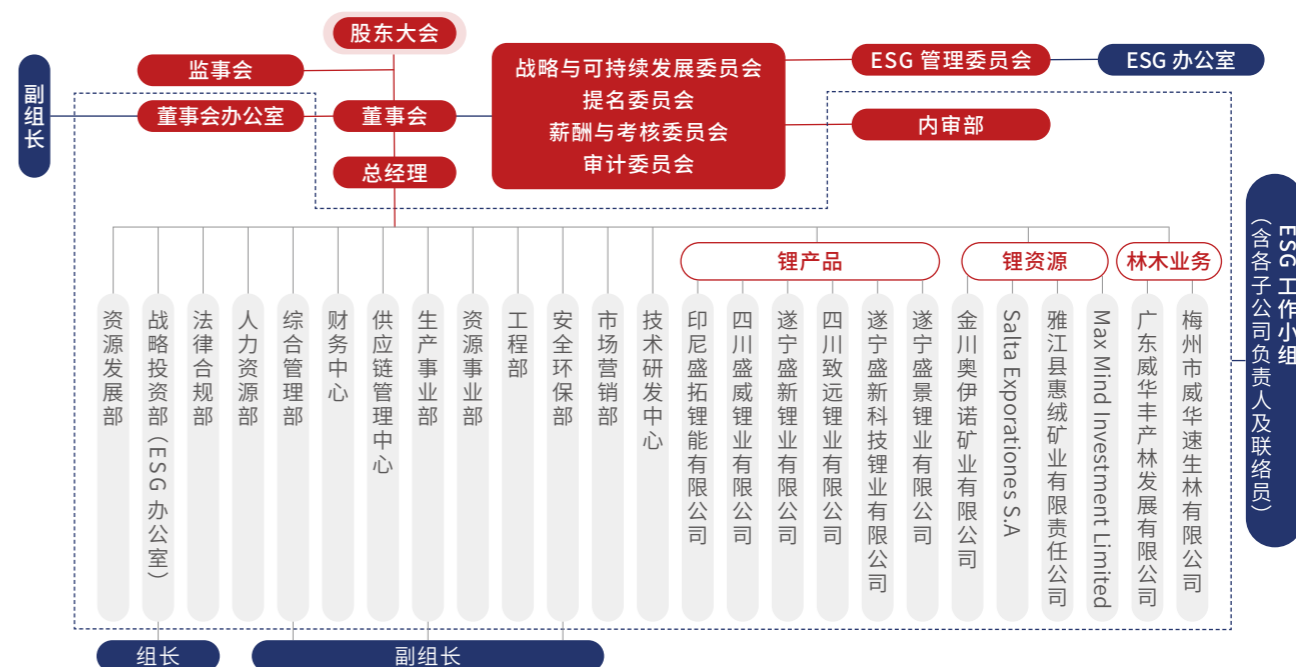 股东大会
监事会
战略与可持续发展委员会
提名委员会
薪酬与考核委员会
审计委员会
ESG 管理委员会
ESG 办公室
副组长
董事会办公室
董事会
内审部
总经理
锂产品
锂资源
林木业务
资源发展部
战略投资部（ESG 办公室）
法律合规部
人力资源部
综合管理部
财务中心
供应链管理中心
生产事业部
资源事业部
工程部
安全环保部
市场营销部
技术研发中心
印尼盛拓锂能有限公司
四川盛威锂业有限公司
遂宁盛新锂业有限公司
四川致远锂业有限公司
遂宁盛新科技锂业有限公司
遂宁盛景锂业有限公司
金川奥伊诺矿业有限公司
Salta Exporationes S.A
雅江县惠绒矿业有限责任公司
Max Mind Investment Limited
广东威华丰产林发展有限公司
梅州市威华速生林有限公司
ESG 工作小组
（含各子公司负责人及联络员）
组长
副组长